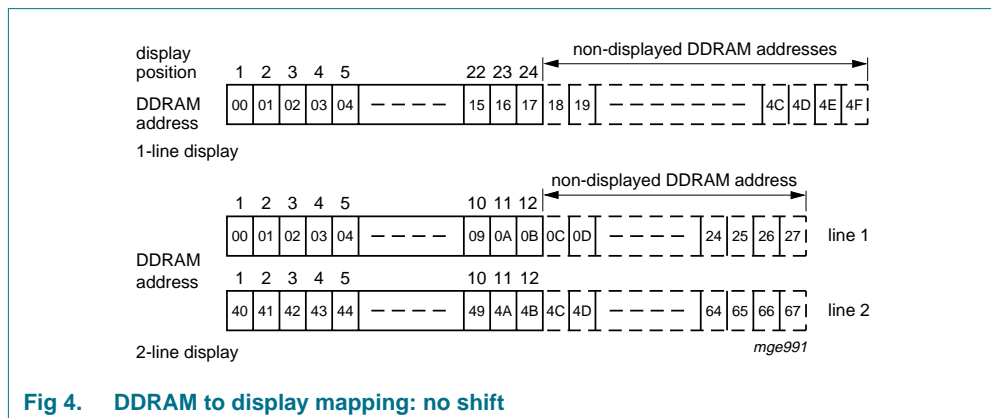 non-displayed DDRAM addresses
display
position
1 2 3 4 5 22 23 24
DDRAM
address
00 01 02 03 04 15 16 17 18 19 4C 4D 4E 4F
1-line display
non-displayed DDRAM address
1 2 3 4 5 10 11 12
00 01 02 03 04 09 0A 0B 0C 0D 24 25 26 27 line 1
DDRAM
address
1 2 3 4 5 10 11 12
40 41 42 43 44 49 4A 4B 4C 4D 64 65 66 67 line 2
mge991
2-line display
Fig 4. DDRAM to display mapping: no shift